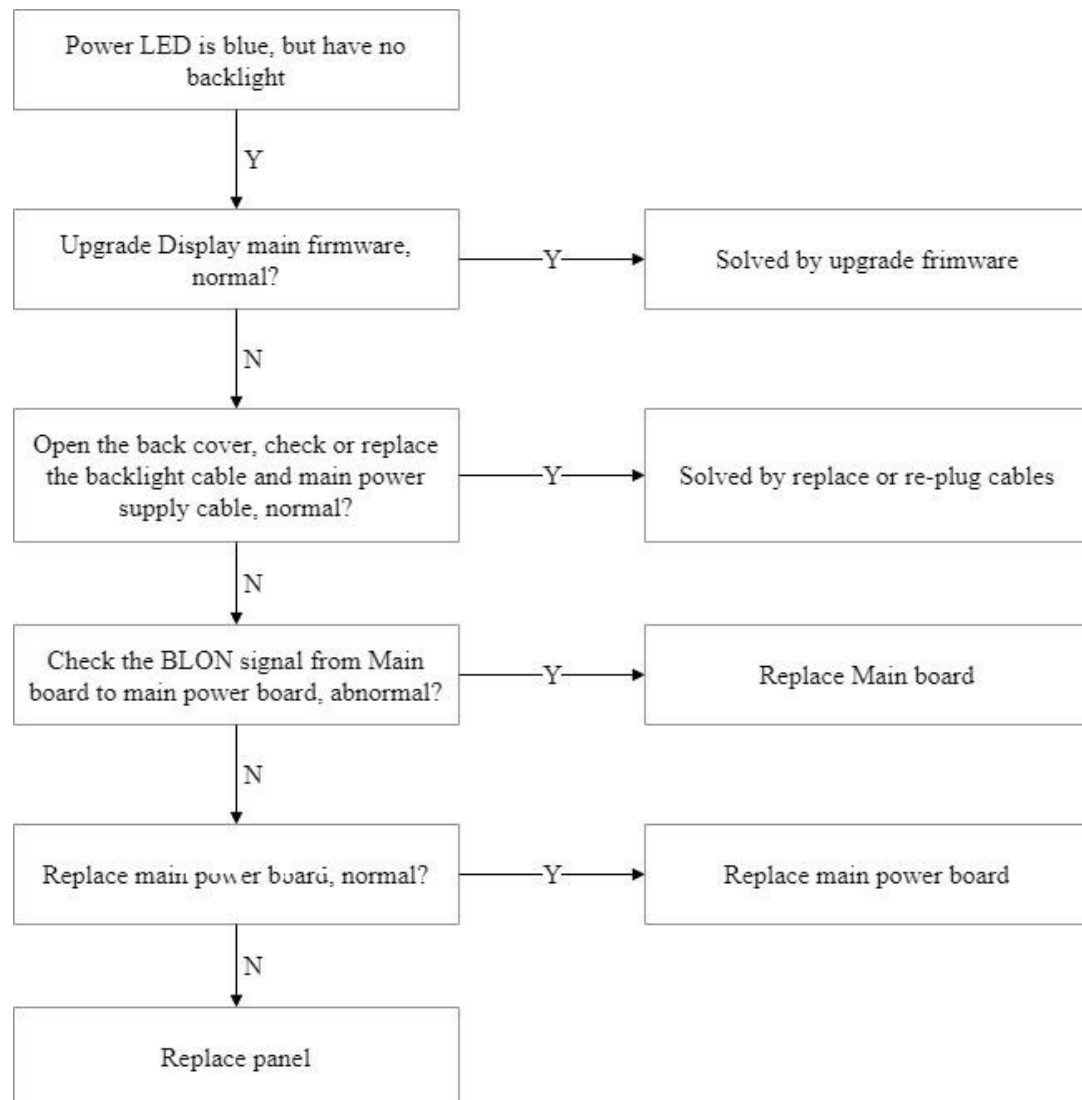 Power LED is blue, but have no
backlight
Y
Upgrade Display main firmware,
normal?
Y
Solved by upgrade frimware
N
Open the back cover, check or replace
the backlight cable and main power
supply cable, normal?
Y
Solved by replace or re-plug cables
N
Check the BLON signal from Main
board to main power board, abnormal?
Y
Replace Main board
N
Replace main power board, normal?
Y
Replace main power board
N
Replace panel